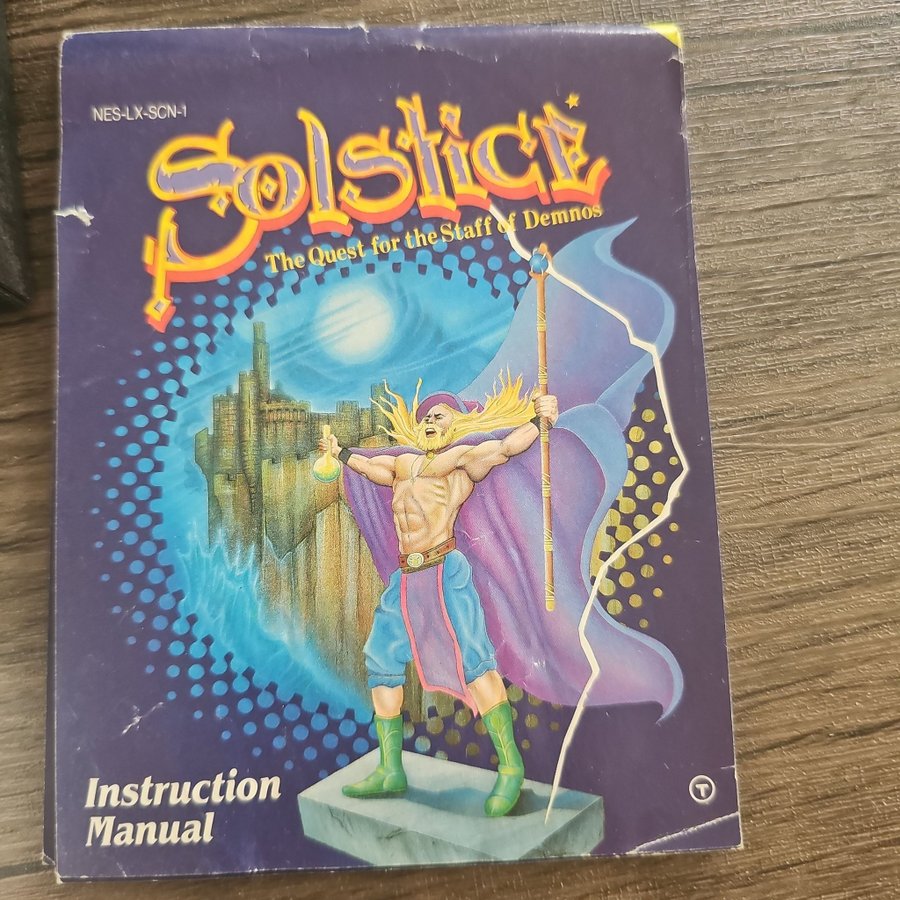 NES-LX-SCN-1
Solstice
The Quest for the Staff of Demnos
Instruction
Manual
T